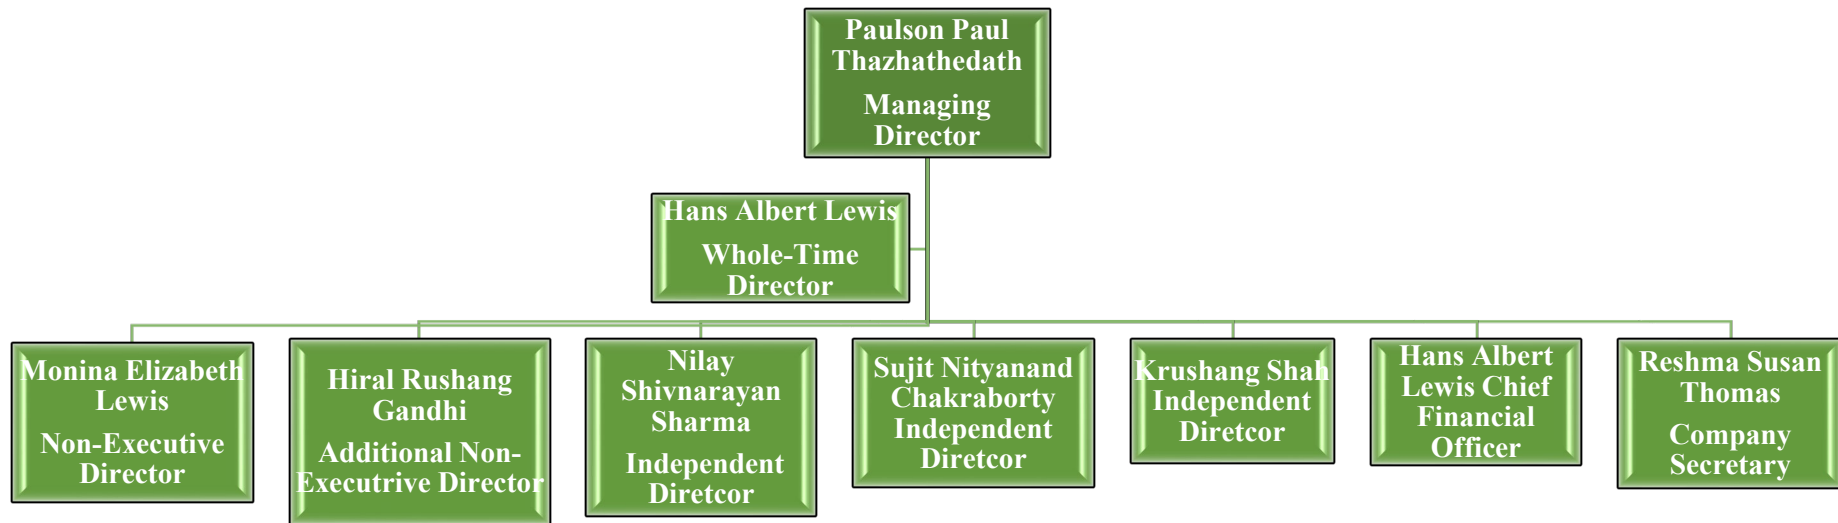 Paulson Paul
Thazhathedath
Managing
Director
Hans Albert Lewis
Whole-Time
Director
Monina Elizabeth
Lewis
Non-Executive
Director
Hiral Rushang
Gandhi
Additional Non-
Executrive Director
Nilay
Shivnarayan
Sharma
Independent
Diretcor
Sujit Nityanand
Chakraborty
Independent
Diretcor
Krushang Shah
Independent
Diretcor
Hans Albert
Lewis Chief
Financial
Officer
Reshma Susan
Thomas
Company
Secretary